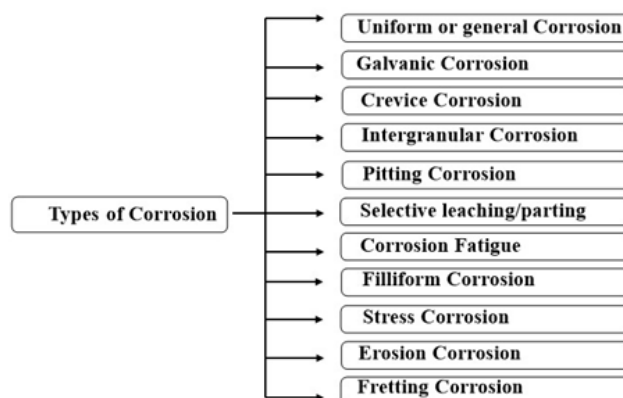 Uniform or general Corrosion
Galvanic Corrosion
Crevice Corrosion
Intergranular Corrosion
Pitting Corrosion
Types of Corrosion
Selective leaching/parting
Corrosion Fatigue
Filliform Corrosion
Stress Corrosion
Erosion Corrosion
Fretting Corrosion